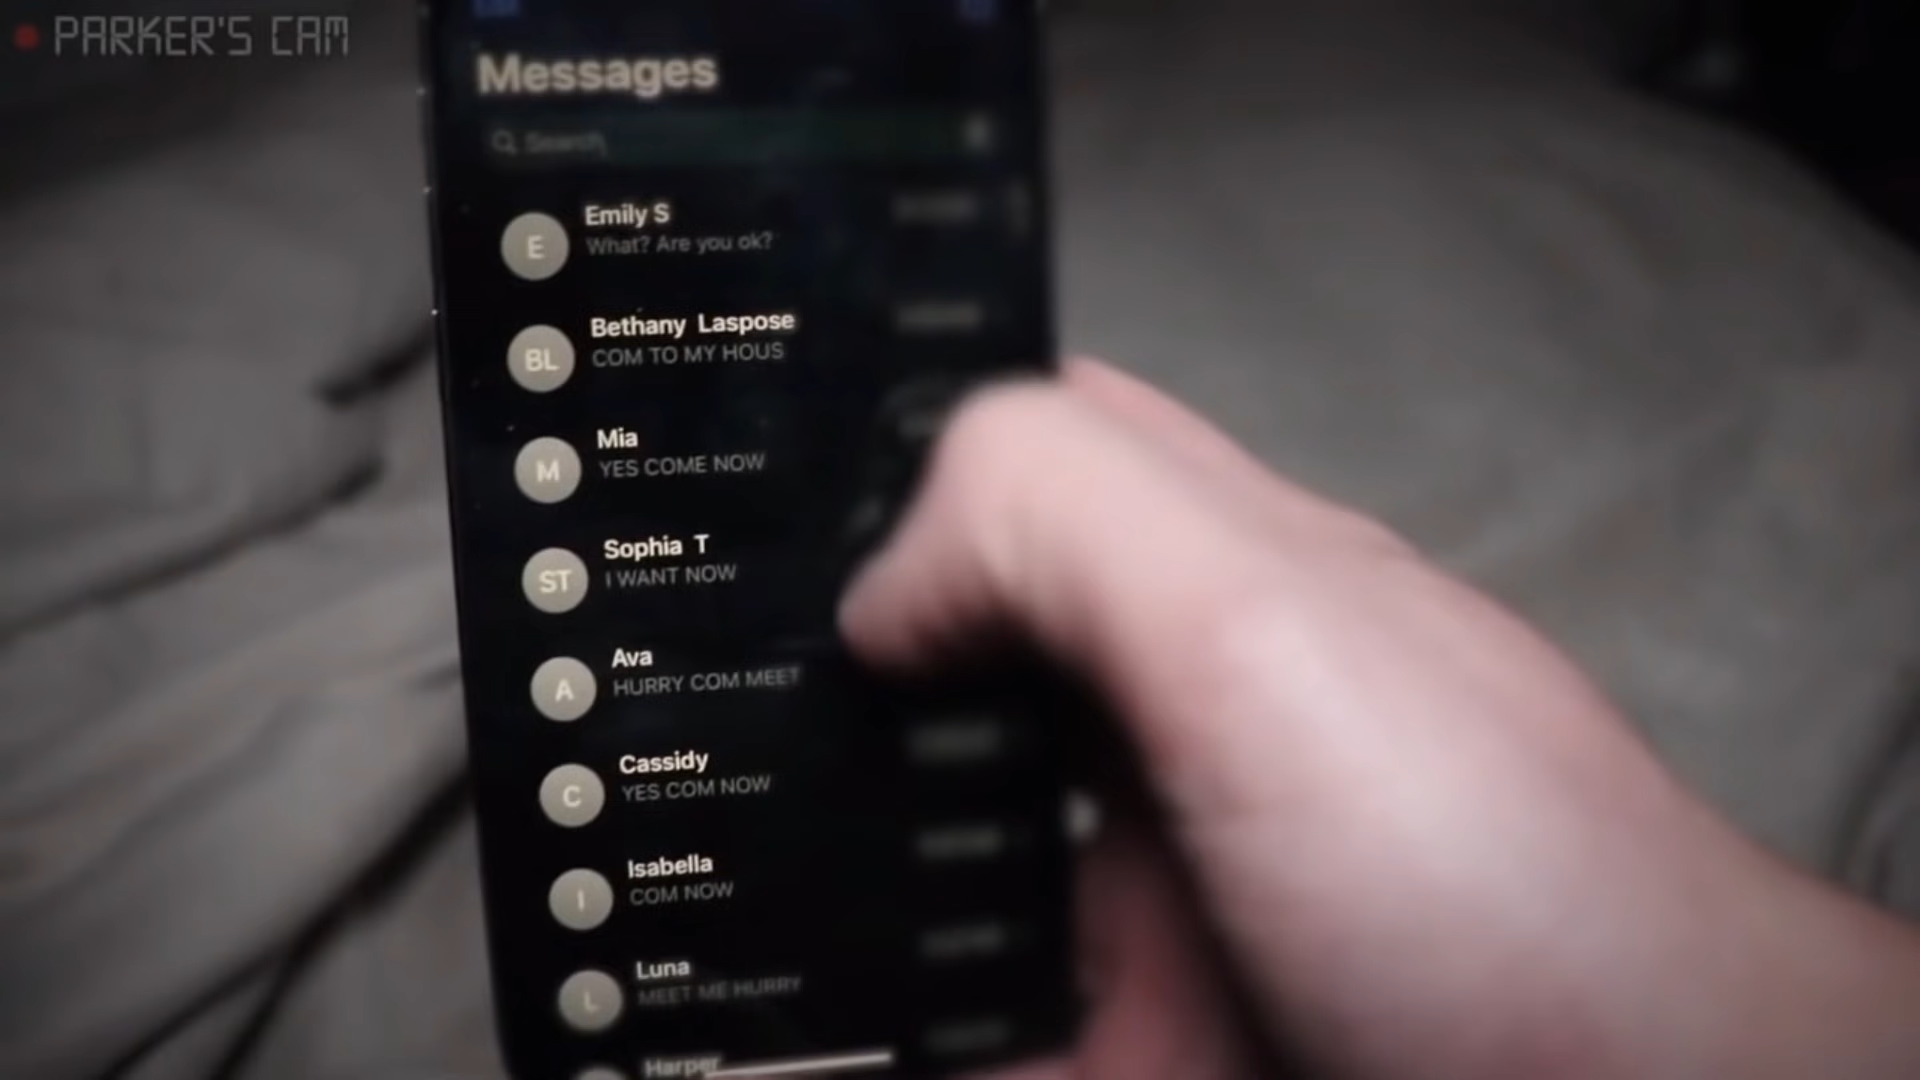 PARKER'S CAM
Messages
Search
E
Emily S
What? Are you ok?
BL
Bethany Laspose
COM TO MY HOUS
M
Mia
YES COME NOW
ST
Sophia T
I WANT NOW
A
Ava
HURRY COM MEET
C
Cassidy
YES COM NOW
I
Isabella
COM NOW
L
Luna
MEET ME HURRY
Harper